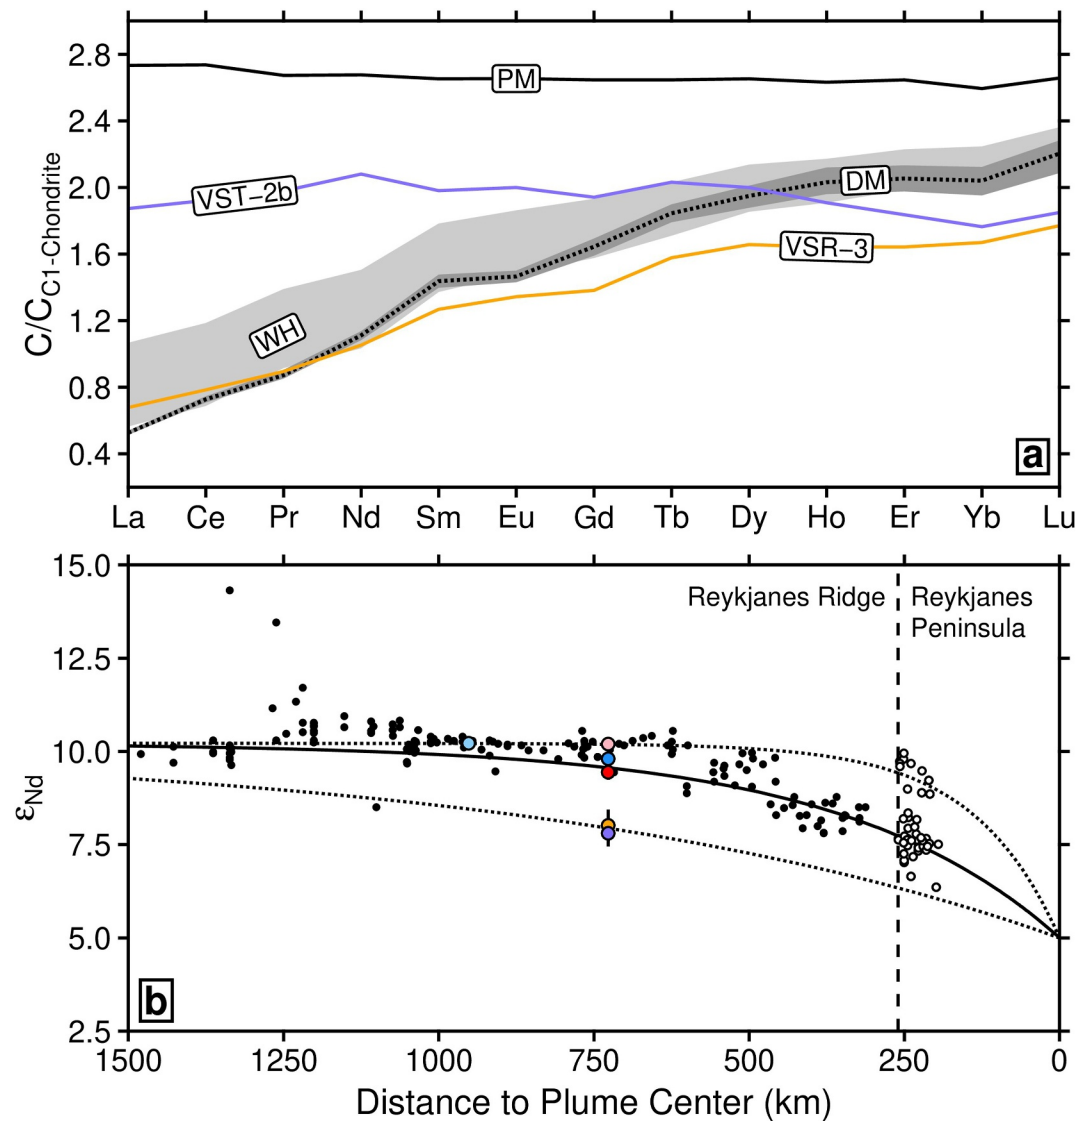 2.8
2.4
2.0
1.6
1.2
0.8
0.4
C/C_C1-Chondrite
PM
VST-2b
DM
VSR-3
WH
a
La Ce Pr Nd Sm Eu Gd Tb Dy Ho Er Yb Lu
15.0
12.5
10.0
7.5
5.0
2.5
ε_Nd
Reykjanes Ridge
Reykjanes
Peninsula
b
1500 1250 1000 750 500 250 0
Distance to Plume Center (km)